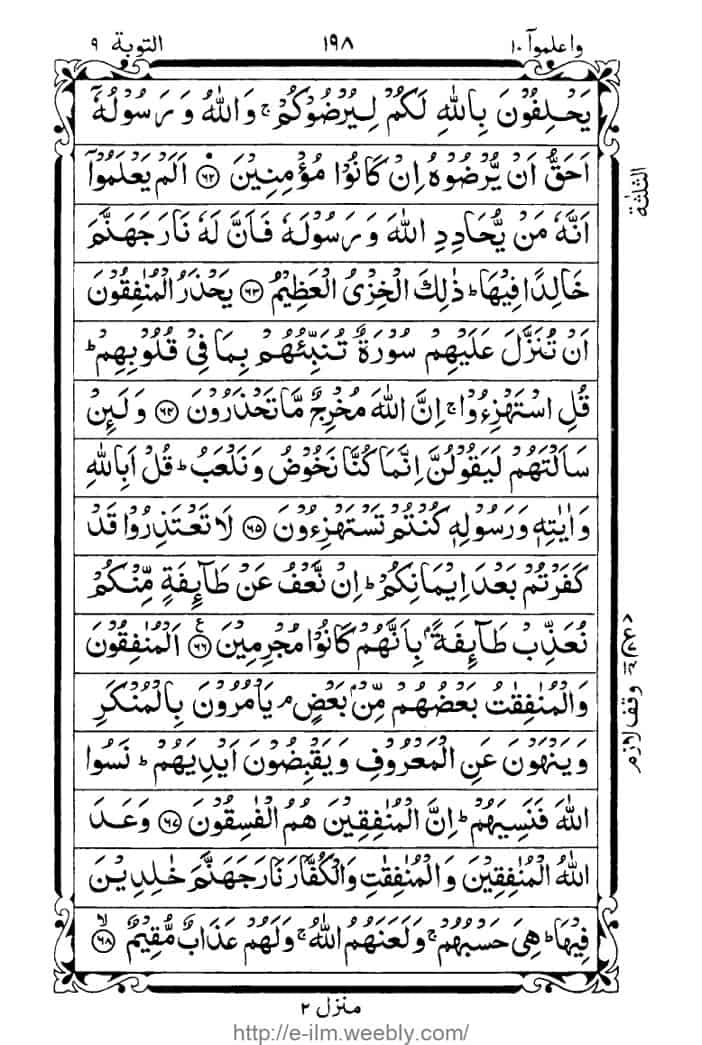 واعلموآ ١٠ ١٩٨ التوبة ٩
يَحْلِفُوْنَ بِاللّٰهِ لَكُمْ لِيُرْضُوْكُمْ ۚ وَاللّٰهُ وَ رَسُوْلُهٗۤ
اَحَقُّ اَنْ يُّرْضُوْهُ اِنْ كَانُوْا مُؤْمِنِيْنَ ﴿٦٢﴾ اَلَمْ يَعْلَمُوْۤا
اَنَّهٗ مَنْ يُّحَادِدِ اللّٰهَ وَ رَسُوْلَهٗ فَاَنَّ لَهٗ نَارَ جَهَنَّمَ
خَالِدًا فِيْهَا ؕ ذٰلِكَ الْخِزْىُ الْعَظِيْمُ ﴿٦٣﴾ يَحْذَرُ الْمُنٰفِقُوْنَ
اَنْ تُنَزَّلَ عَلَيْهِمْ سُوْرَةٌ تُنَبِّئُهُمْ بِمَا فِىْ قُلُوْبِهِمْ ؕ
قُلِ اسْتَهْزِءُوْا ۚ اِنَّ اللّٰهَ مُخْرِجٌ مَّا تَحْذَرُوْنَ ﴿٦٤﴾ وَ لَئِنْ
سَاَلْتَهُمْ لَيَقُوْلُنَّ اِنَّمَا كُنَّا نَخُوْضُ وَ نَلْعَبُ ؕ قُلْ اَبِاللّٰهِ
وَ اٰيٰتِهٖ وَ رَسُوْلِهٖ كُنْتُمْ تَسْتَهْزِءُوْنَ ﴿٦٥﴾ لَا تَعْتَذِرُوْا قَدْ
كَفَرْتُمْ بَعْدَ اِيْمَانِكُمْ ؕ اِنْ نَّعْفُ عَنْ طَآئِفَةٍ مِّنْكُمْ
نُعَذِّبْ طَآئِفَةًۢ بِاَنَّهُمْ كَانُوْا مُجْرِمِيْنَ ﴿٦٦﴾ ع اَلْمُنٰفِقُوْنَ
وَالْمُنٰفِقٰتُ بَعْضُهُمْ مِّنْۢ بَعْضٍ ۘ يَاْمُرُوْنَ بِالْمُنْكَرِ
وَ يَنْهَوْنَ عَنِ الْمَعْرُوْفِ وَ يَقْبِضُوْنَ اَيْدِيَهُمْ ؕ نَسُوا
اللّٰهَ فَنَسِيَهُمْ ؕ اِنَّ الْمُنٰفِقِيْنَ هُمُ الْفٰسِقُوْنَ ﴿٦٧﴾ وَعَدَ
اللّٰهُ الْمُنٰفِقِيْنَ وَ الْمُنٰفِقٰتِ وَالْكُفَّارَ نَارَ جَهَنَّمَ خٰلِدِيْنَ
فِيْهَا ؕ هِىَ حَسْبُهُمْ ۚ وَ لَعَنَهُمُ اللّٰهُ ۚ وَ لَهُمْ عَذَابٌ مُّقِيْمٌ ﴿٦٨﴾ ۙ
الثلثة
وقف لازم
منزل ٢
http://e-ilm.weebly.com/